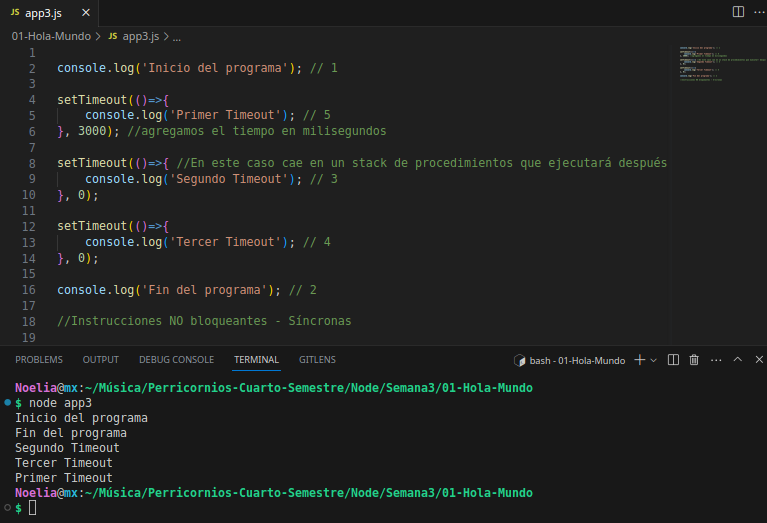 JS app3.js ×
01-Hola-Mundo > JS app3.js > ...
1
2 console.log('Inicio del programa'); // 1
3
4 setTimeout(()=>{
5 console.log('Primer Timeout'); // 5
6 }, 3000); //agregamos el tiempo en milisegundos
7
8 setTimeout(()=>{ //En este caso cae en un stack de procedimientos que ejecutará después
9 console.log('Segundo Timeout'); // 3
10 }, 0);
11
12 setTimeout(()=>{
13 console.log('Tercer Timeout'); // 4
14 }, 0);
15
16 console.log('Fin del programa'); // 2
17
18 //Instrucciones NO bloqueantes - Síncronas
19
PROBLEMS OUTPUT DEBUG CONSOLE TERMINAL GITLENS bash - 01-Hola-Mundo
Noelia@mx:~/Música/Perricornios-Cuarto-Semestre/Node/Semana3/01-Hola-Mundo
$ node app3
Inicio del programa
Fin del programa
Segundo Timeout
Tercer Timeout
Primer Timeout
Noelia@mx:~/Música/Perricornios-Cuarto-Semestre/Node/Semana3/01-Hola-Mundo
$